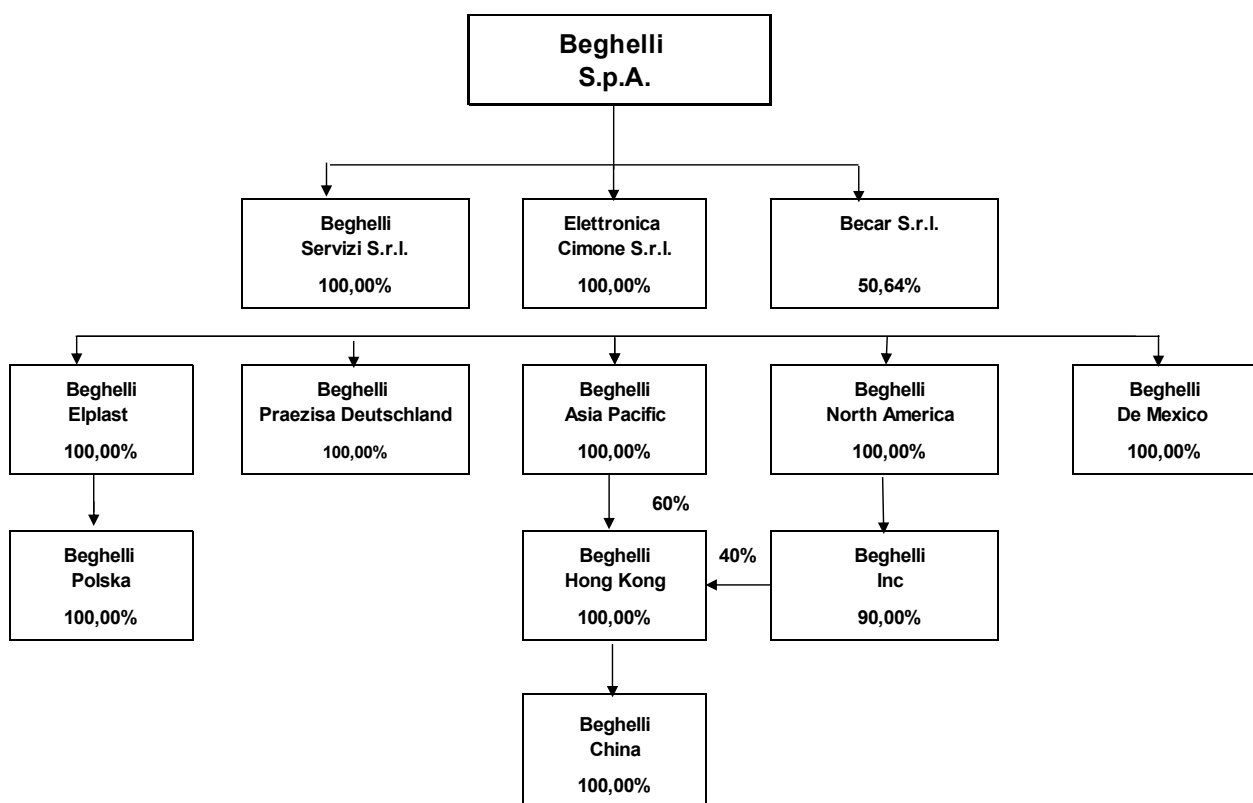 Beghelli
S.p.A.
Beghelli
Servizi S.r.l.
100,00%
Elettronica
Cimone S.r.l.
100,00%
Becar S.r.l.
50,64%
Beghelli
Elplast
100,00%
Beghelli
Praezisa Deutschland
100,00%
Beghelli
Asia Pacific
100,00%
Beghelli
North America
100,00%
Beghelli
De Mexico
100,00%
60%
Beghelli
Polska
100,00%
Beghelli
Hong Kong
100,00%
40%
Beghelli
Inc
90,00%
Beghelli
China
100,00%